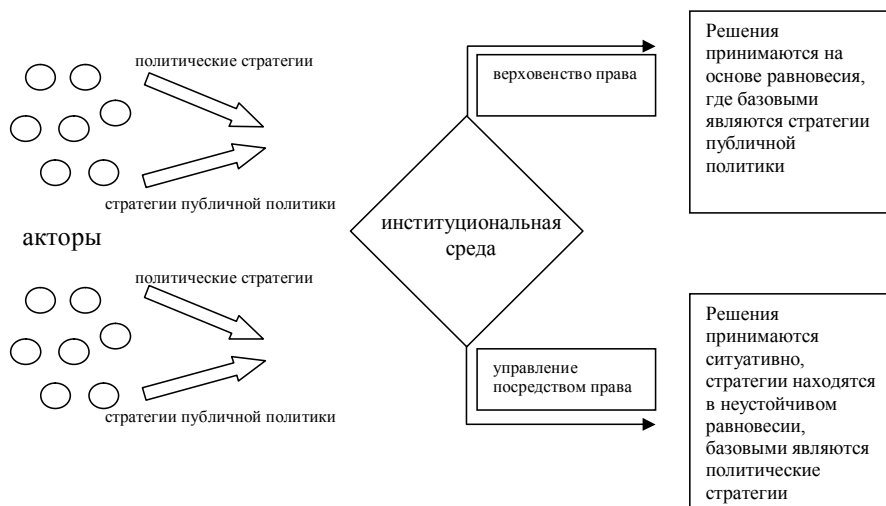 политические стратегии
стратегии публичной политики
акторы
политические стратегии
стратегии публичной политики
институциональная
среда
верховенство права
управление
посредством права
Решения
принимаются на
основе равновесия,
где базовыми
являются стратегии
публичной
политики
Решения
принимаются
ситуативно,
стратегии находятся
в неустойчивом
равновесии,
базовыми являются
политические
стратегии